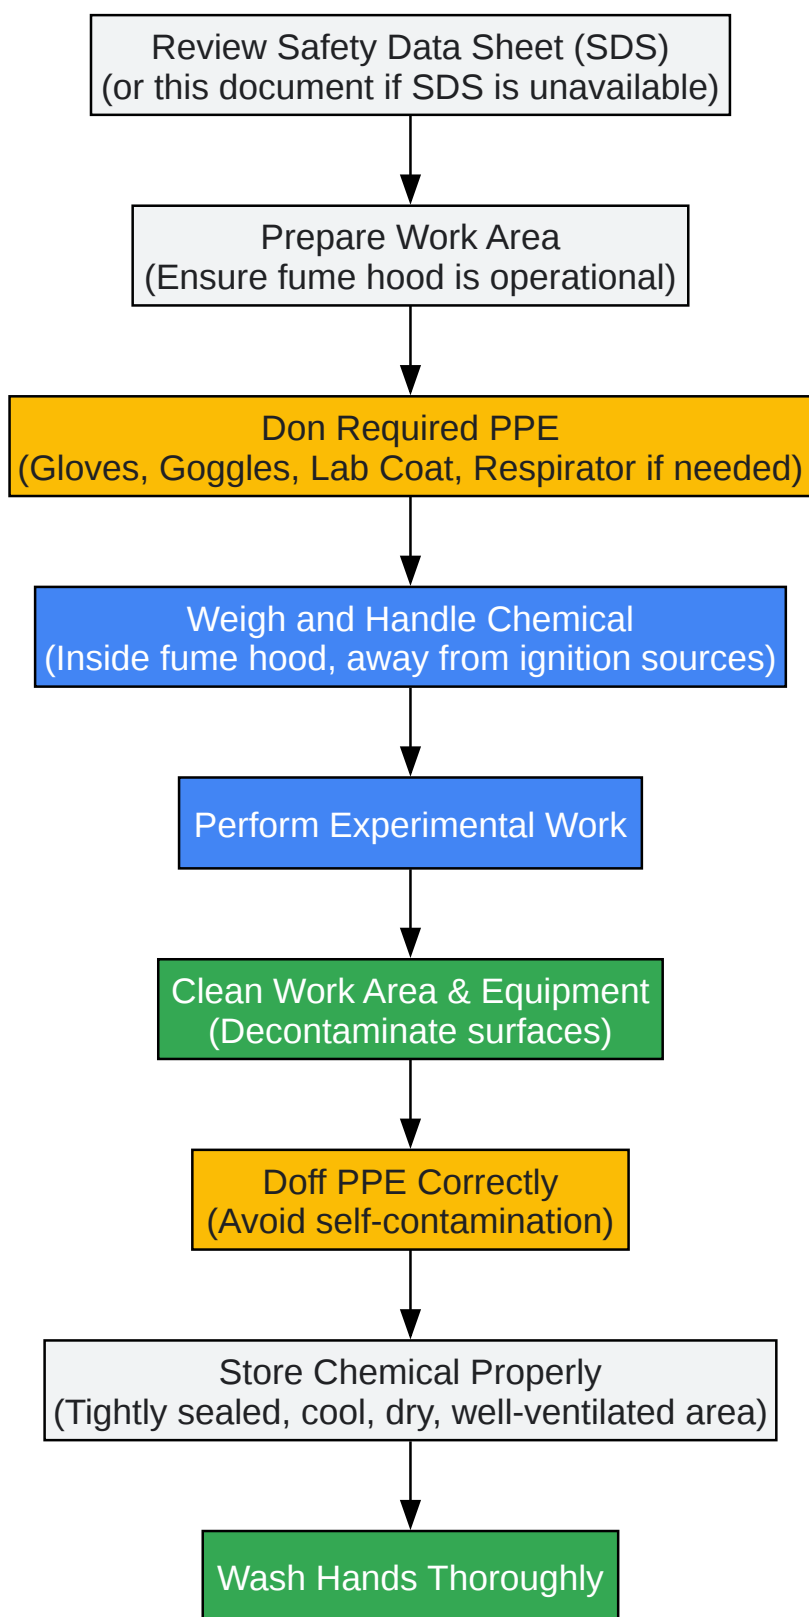 Review Safety Data Sheet (SDS)
(or this document if SDS is unavailable)
Prepare Work Area
(Ensure fume hood is operational)
Don Required PPE
(Gloves, Goggles, Lab Coat, Respirator if needed)
Weigh and Handle Chemical
(Inside fume hood, away from ignition sources)
Perform Experimental Work
Clean Work Area & Equipment
(Decontaminate surfaces)
Doff PPE Correctly
(Avoid self-contamination)
Store Chemical Properly
(Tightly sealed, cool, dry, well-ventilated area)
Wash Hands Thoroughly